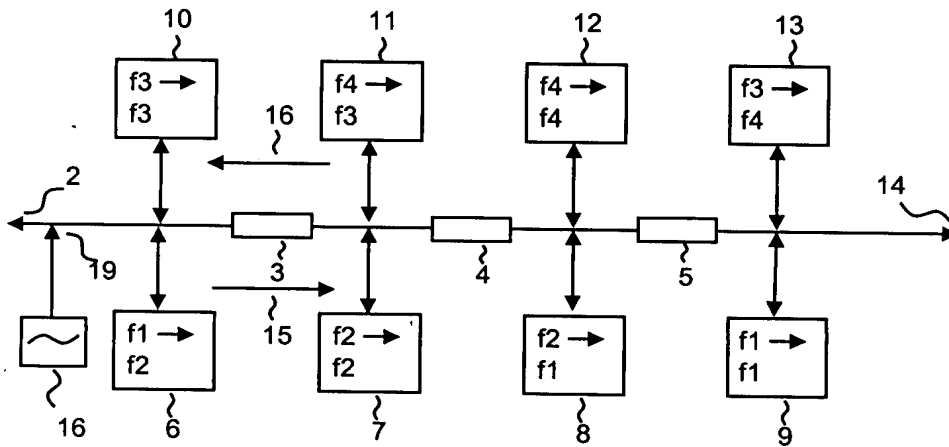 10 11 12 13
f3 → f4 → f4 → f3 →
f3 f3 f4 f4
16
2 14
19 3 4 5
15
f1 → f2 → f2 → f1 →
f2 f2 f1 f1
16 6 7 8 9